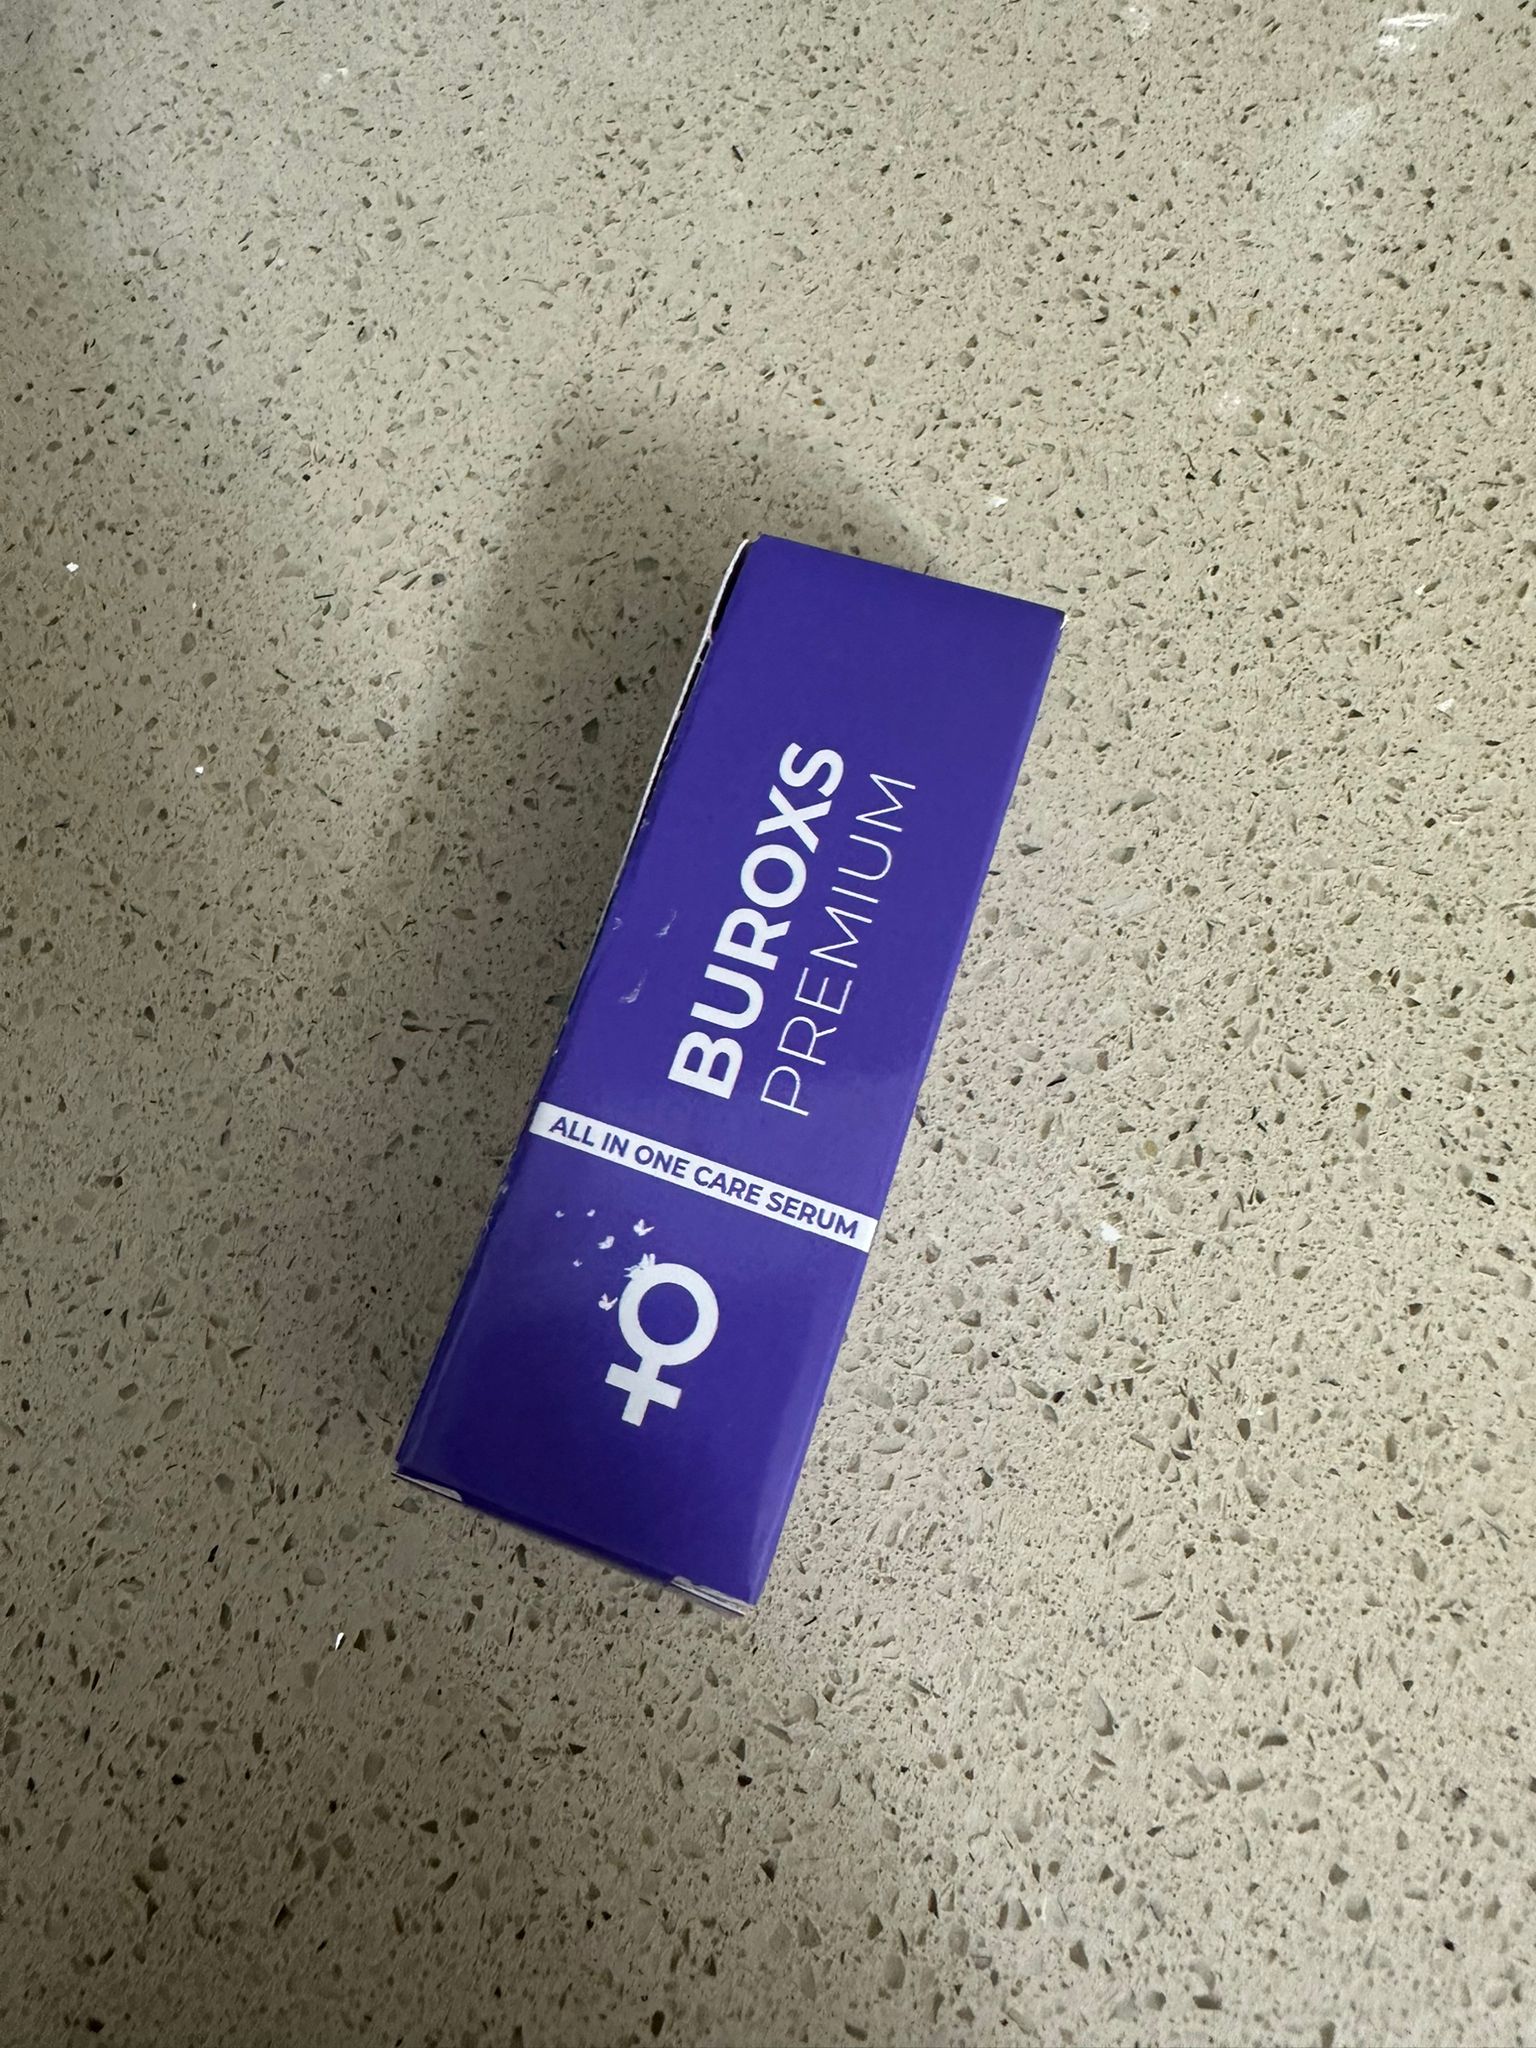 BUROXS
PREMIUM
ALL IN ONE CARE SERUM